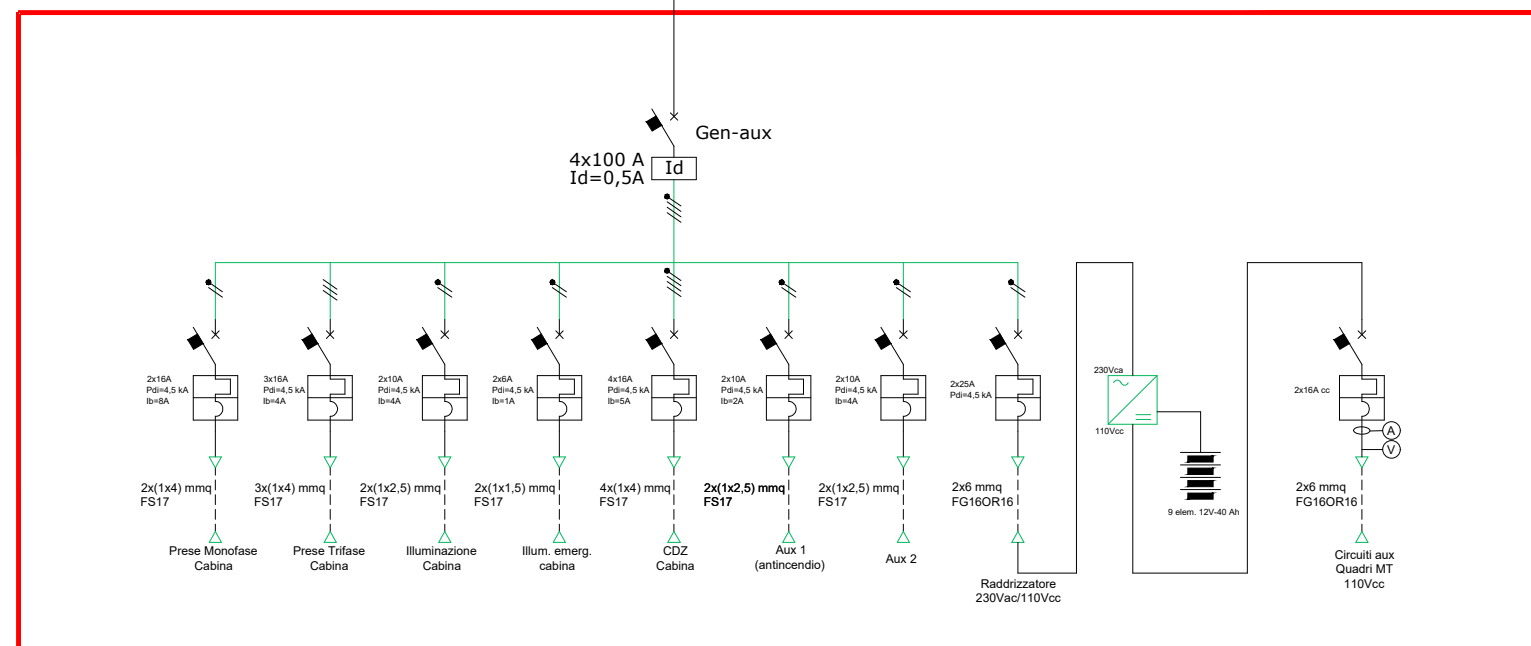 Gen-aux
4x100 A
Id=0,5A
Id
2x16A
Pdi=4,5 kA
Ib=8A
3x16A
Pdi=4,5 kA
Ib=4A
2x10A
Pdi=4,5 kA
Ib=4A
2x6A
Pdi=4,5 kA
Ib=1A
4x16A
Pdi=4,5 kA
Ib=5A
2x10A
Pdi=4,5 kA
Ib=2A
2x10A
Pdi=4,5 kA
Ib=4A
2x25A
Pdi=4,5 kA
230Vca
110Vcc
2x16A cc
A
V
9 elem. 12V-40 Ah
2x(1x4) mmq
FS17
3x(1x4) mmq
FS17
2x(1x2,5) mmq
FS17
2x(1x1,5) mmq
FS17
4x(1x4) mmq
FS17
2x(1x2,5) mmq
FS17
2x(1x2,5) mmq
FS17
2x6 mmq
FG16OR16
2x6 mmq
FG16OR16
Prese Monofase
Cabina
Prese Trifase
Cabina
Illuminazione
Cabina
Illum. emerg.
cabina
CDZ
Cabina
Aux 1
(antincendio)
Aux 2
Raddrizzatore
230Vac/110Vcc
Circuiti aux
Quadri MT
110Vcc